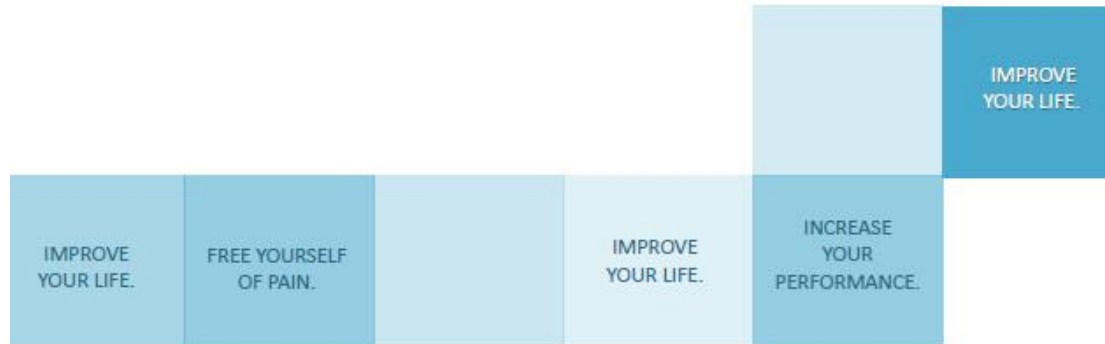 IMPROVE
YOUR LIFE.
IMPROVE
YOUR LIFE.
FREE YOURSELF
OF PAIN.
IMPROVE
YOUR LIFE.
INCREASE
YOUR
PERFORMANCE.